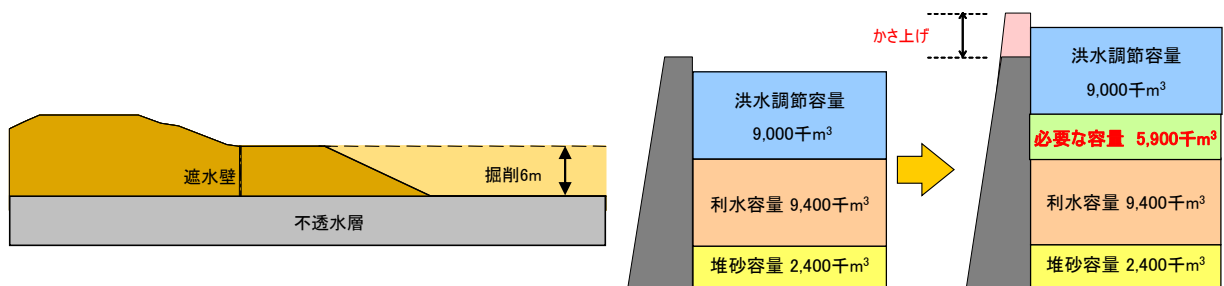 遮水壁
掘削6m
不透水層
洪水調節容量
9,000千m³
利水容量 9,400千m³
堆砂容量 2,400千m³
かさ上げ
洪水調節容量
9,000千m³
必要な容量 5,900千m³
利水容量 9,400千m³
堆砂容量 2,400千m³